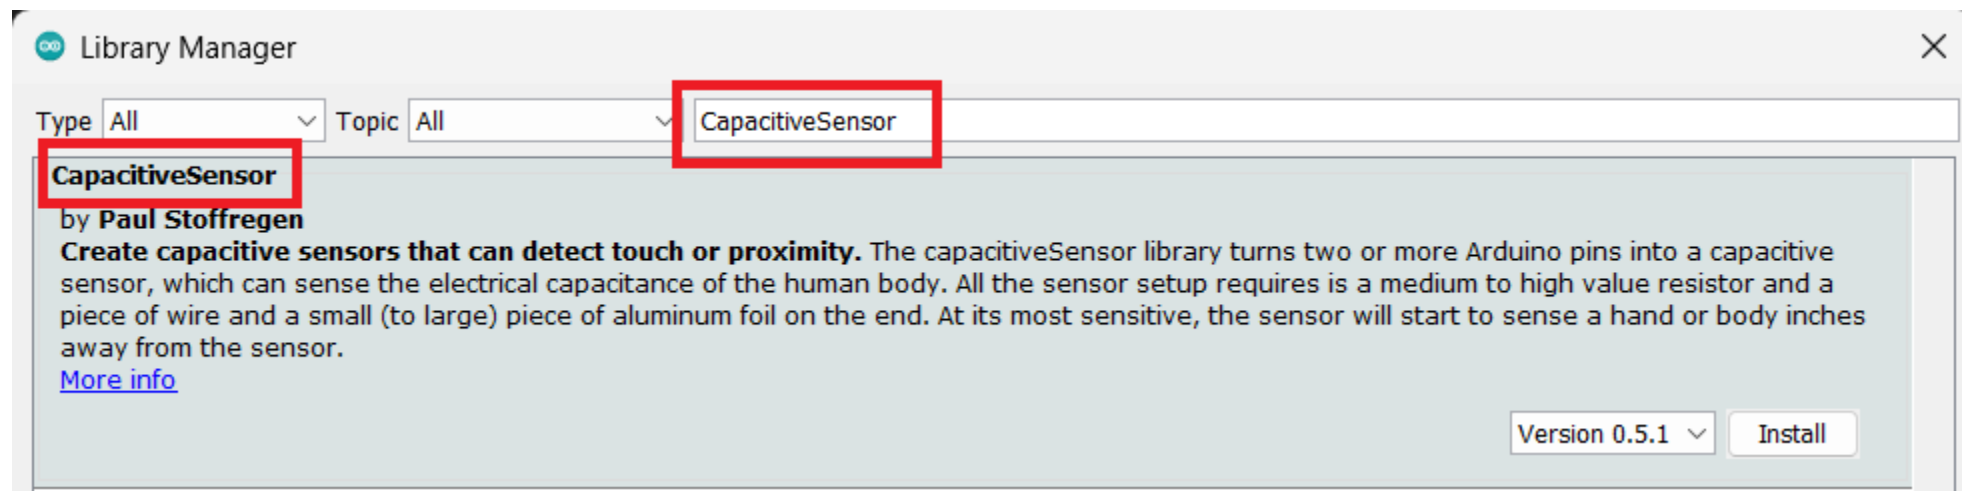 Library Manager
Type All Topic All CapacitiveSensor
CapacitiveSensor
by Paul Stoffregen
Create capacitive sensors that can detect touch or proximity. The capacitiveSensor library turns two or more Arduino pins into a capacitive
sensor, which can sense the electrical capacitance of the human body. All the sensor setup requires is a medium to high value resistor and a
piece of wire and a small (to large) piece of aluminum foil on the end. At its most sensitive, the sensor will start to sense a hand or body inches
away from the sensor.
More info
Version 0.5.1 Install